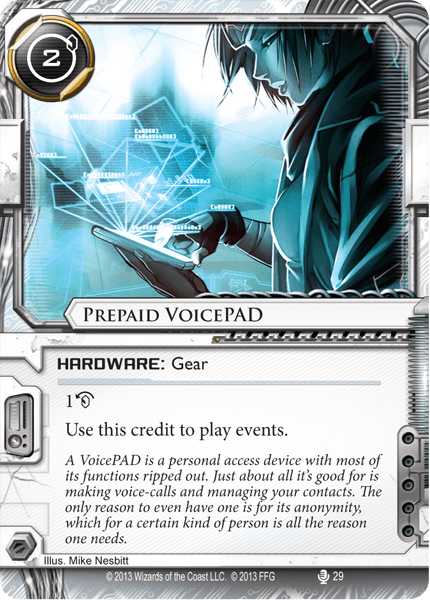 2
PREPAID VOICEPAD
HARDWARE: Gear
1
Use this credit to play events.
A VoicePAD is a personal access device with most of
its functions ripped out. Just about all it's good for is
making voice-calls and managing your contacts. The
only reason to even have one is for its anonymity,
which for a certain kind of person is all the reason
one needs.
Illus. Mike Nesbitt
© 2013 Wizards of the Coast LLC. © 2013 FFG
29